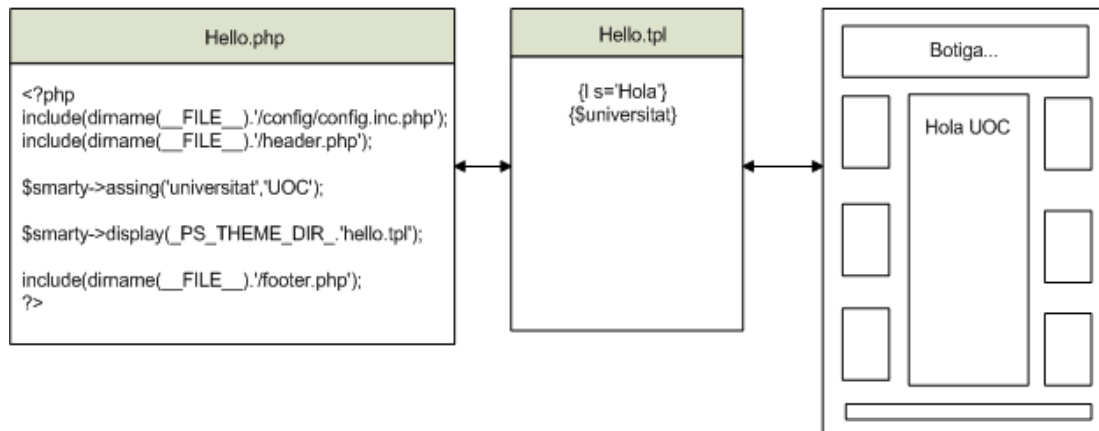 Hello.php
<?php
include(dirname(__FILE__).'/config/config.inc.php');
include(dirname(__FILE__).'/header.php');
$smarty->assing('universitat','UOC');
$smarty->display(_PS_THEME_DIR_.'hello.tpl');
include(dirname(__FILE__).'/footer.php');
?>
Hello.tpl
{l s='Hola'}
{$universitat}
Botiga...
Hola UOC